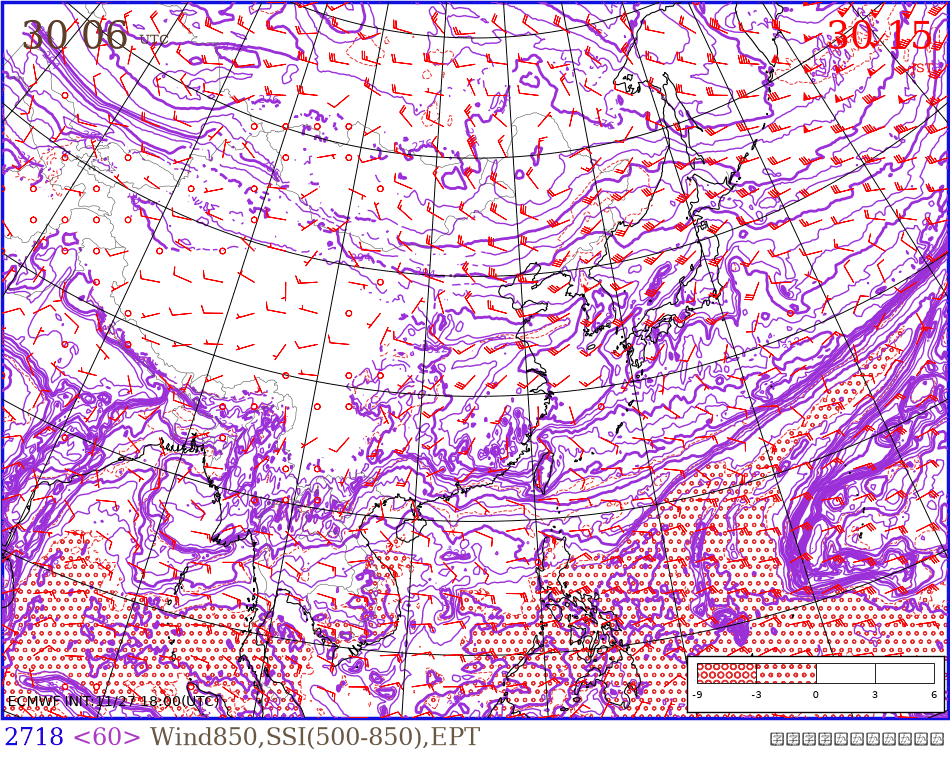 30 06 UTC
30 15 JST
ECMWF INIT:11/27 18:00(UTC)
-9 -3 0 3 6
2718 <60> Wind850,SSI(500-850),EPT